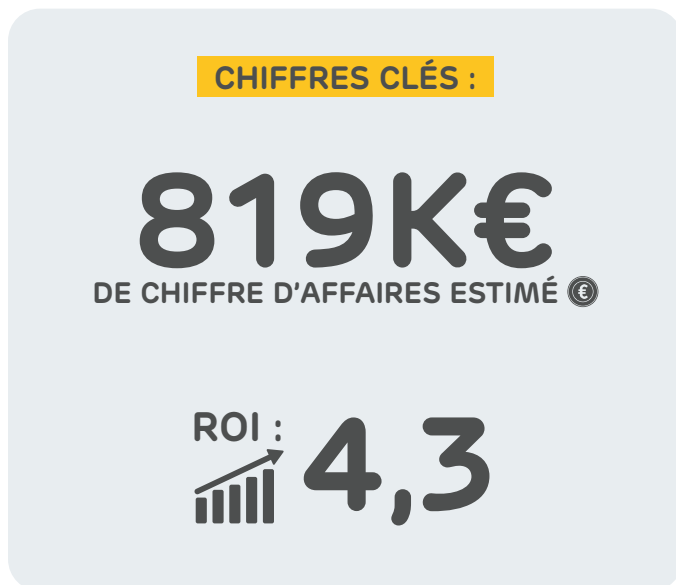 CHIFFRES CLÉS :
819K€
DE CHIFFRE D'AFFAIRES ESTIMÉ €
ROI :
4,3